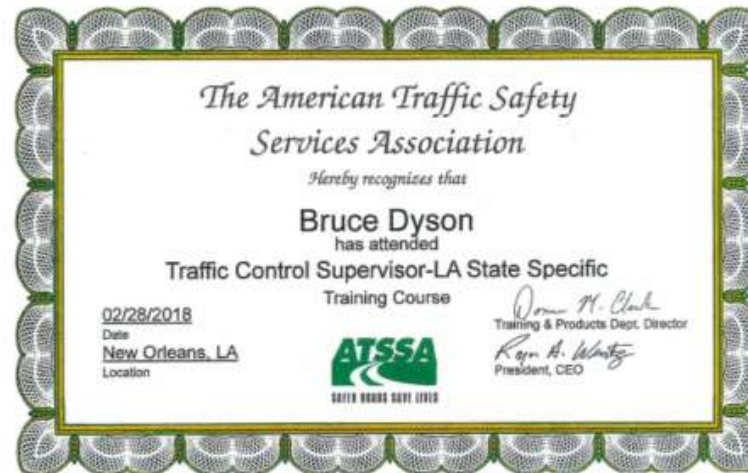 The American Traffic Safety
Services Association
Hereby recognizes that
Bruce Dyson
has attended
Traffic Control Supervisor-LA State Specific
Training Course
02/28/2018
Date
New Orleans, LA
Location
ATSSA
SAFER ROADS SAVE LIVES
Training & Products Dept. Director
President, CEO